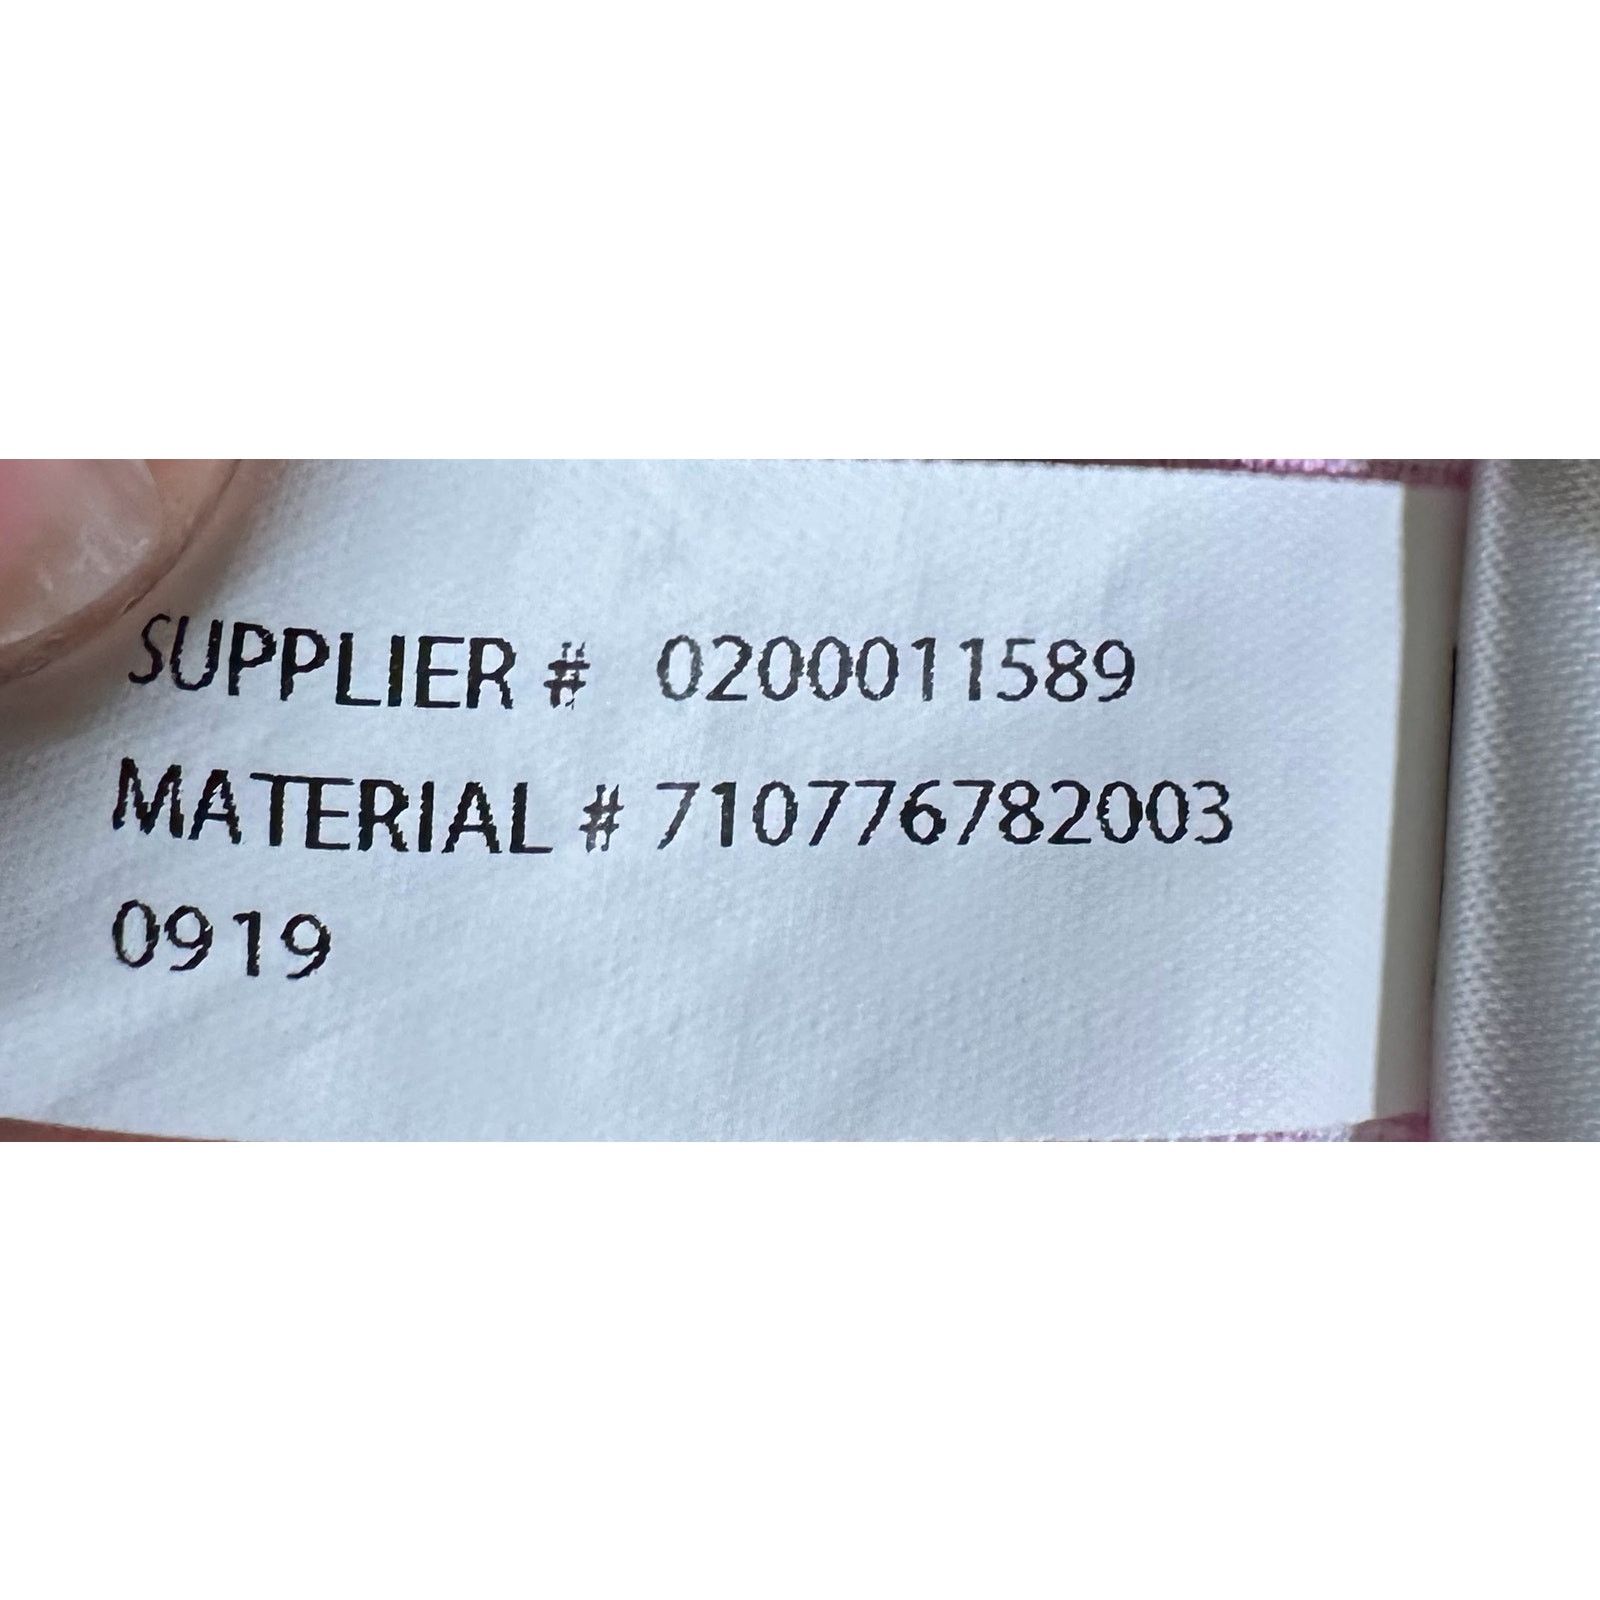 SUPPLIER # 0200011589
MATERIAL # 710776782003
0919